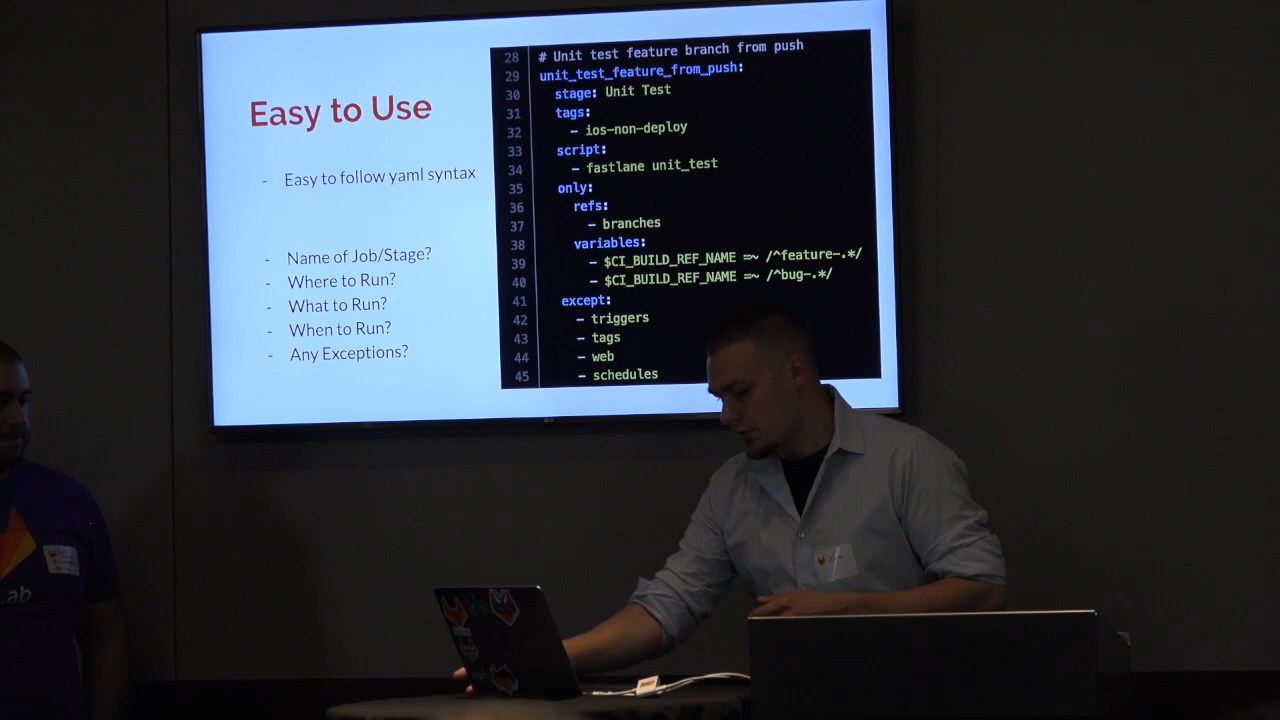 Easy to Use
- Easy to follow yaml syntax
- Name of Job/Stage?
- Where to Run?
- What to Run?
- When to Run?
- Any Exceptions?
28 # Unit test feature branch from push
29 unit_test_feature_from_push:
30 stage: Unit Test
31 tags:
32 - ios-non-deploy
33 script:
34 - fastlane unit_test
35 only:
36 refs:
37 - branches
38 variables:
39 - $CI_BUILD_REF_NAME =~ /^feature-.*/
40 - $CI_BUILD_REF_NAME =~ /^bug-.*/
41 except:
42 - triggers
43 - tags
44 - web
45 - schedules
Lab